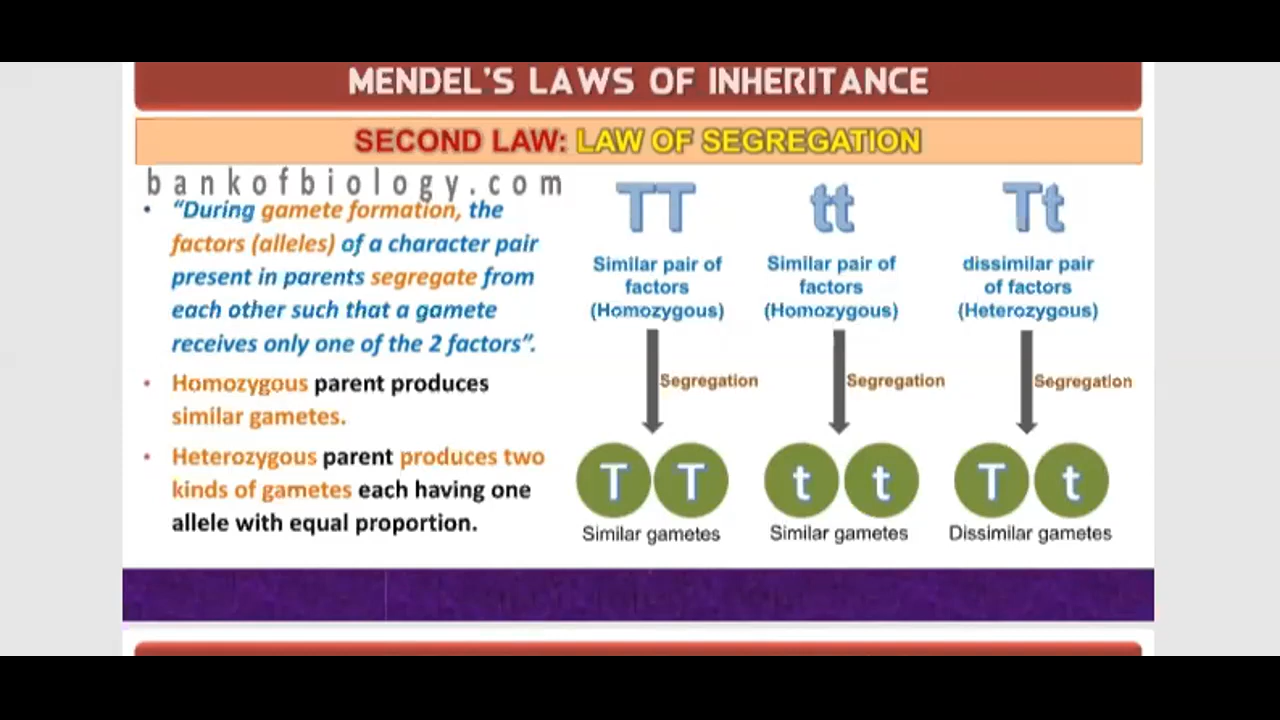 MENDEL'S LAWS OF INHERITANCE
SECOND LAW: LAW OF SEGREGATION
bankofbiology.com
• "During gamete formation, the
factors (alleles) of a character pair
present in parents segregate from
each other such that a gamete
receives only one of the 2 factors".
• Homozygous parent produces
similar gametes.
• Heterozygous parent produces two
kinds of gametes each having one
allele with equal proportion.
TT
Similar pair of
factors
(Homozygous)
Segregation
T T
Similar gametes
tt
Similar pair of
factors
(Homozygous)
Segregation
t t
Similar gametes
Tt
dissimilar pair
of factors
(Heterozygous)
Segregation
T t
Dissimilar gametes